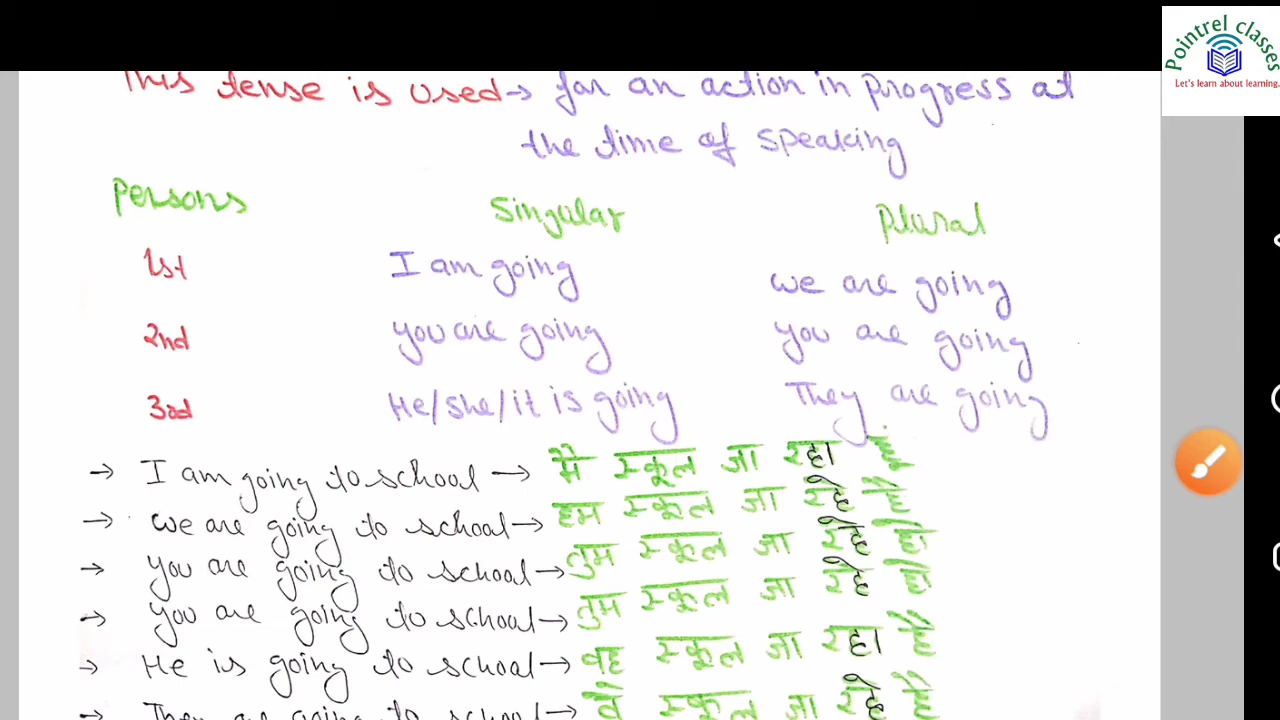 Pointrel classes
Let's learn about learning.
This tense is used → for an action in progress at
the time of speaking
Persons Singular Plural
1st I am going we are going
2nd you are going you are going
3rd He/she/it is going They are going
→ I am going to school → मै स्कूल जा रहा हूँ
→ we are going to school → हम स्कूल जा रहे है
→ you are going to school → तुम स्कूल जा रहे हो
→ you are going to school → तुम स्कूल जा रहे हो
→ He is going to school → वह स्कूल जा रहा है
→ They are going to school → वे स्कूल जा रहे है